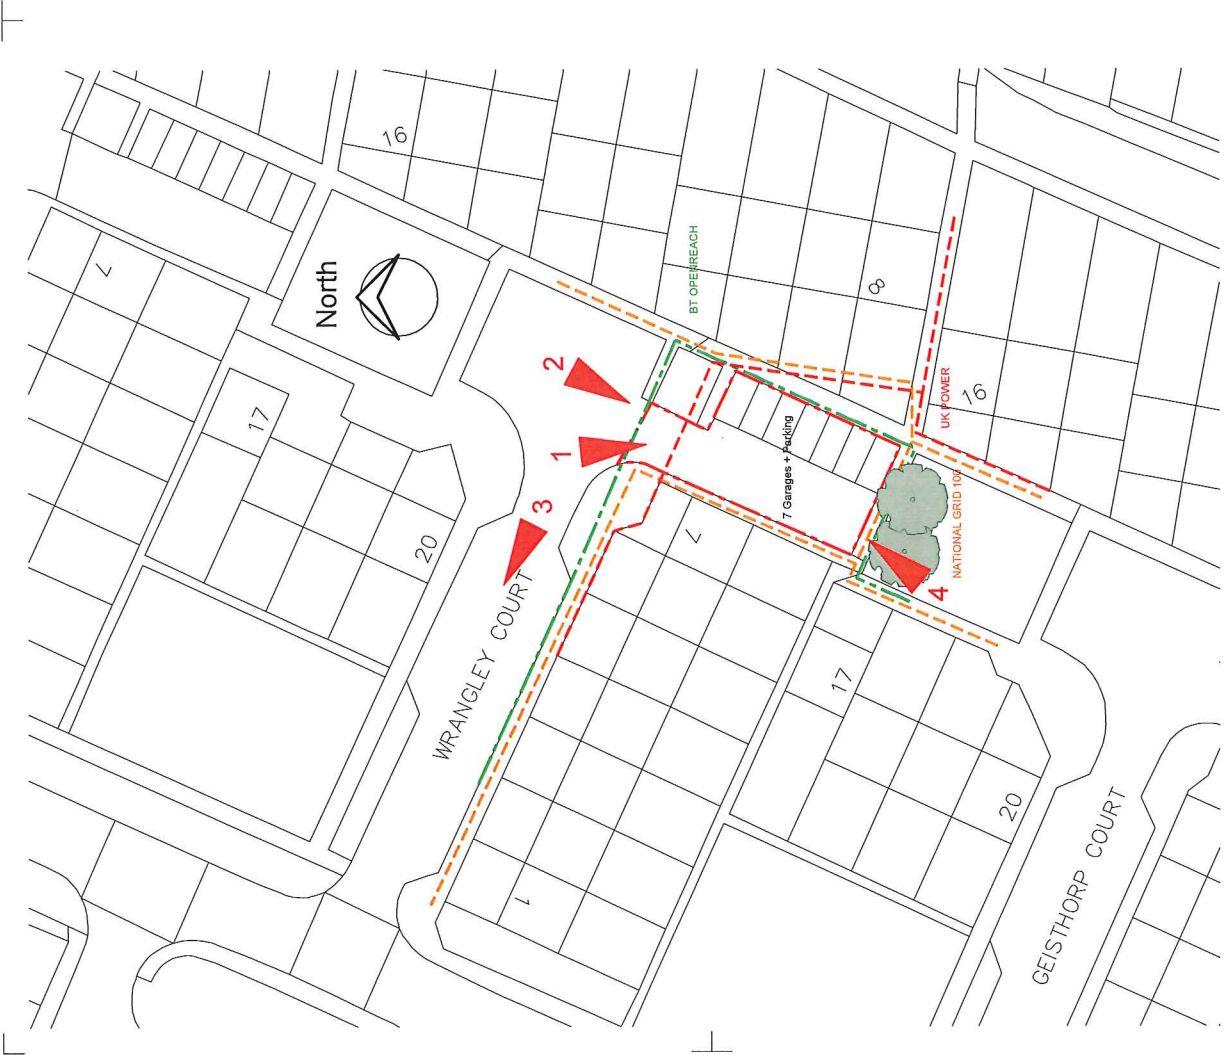 16
7
North
BT OPENREACH
8
2
1
3
17
20
7
7 Garages + Parking
UK POWER
16
NATIONAL GRID 100
4
WRANGLEY COURT
17
20
1
GEISTHORP COURT